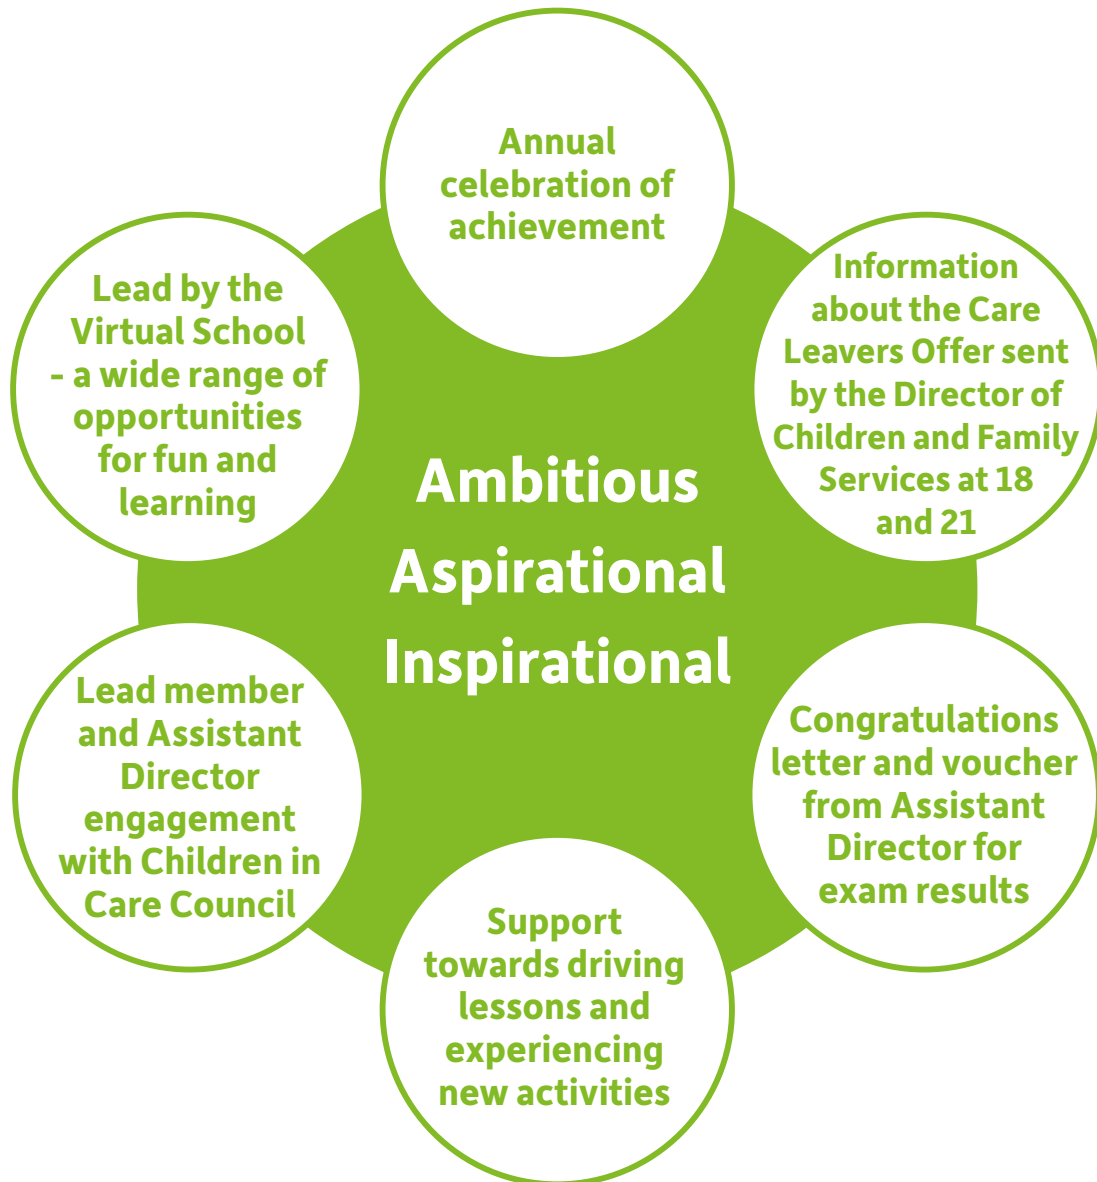 Annual
celebration of
achievement
Information
about the Care
Leavers Offer sent
by the Director of
Children and Family
Services at 18
and 21
Congratulations
letter and voucher
from Assistant
Director for
exam results
Support
towards driving
lessons and
experiencing
new activities
Lead member
and Assistant
Director
engagement
with Children in
Care Council
Lead by the
Virtual School
- a wide range of
opportunities
for fun and
learning
Ambitious
Aspirational
Inspirational